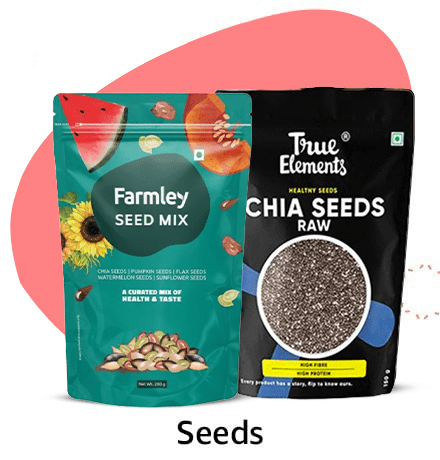 Farmley
SEED MIX
CHIA SEEDS | PUMPKIN SEEDS | FLAX SEEDS
WATERMELON SEEDS | SUNFLOWER SEEDS
A CURATED MIX OF
HEALTH & TASTE
Net Wt. 200 g
True ®
Elements
HEALTHY SEEDS
CHIA SEEDS
RAW
HIGH FIBRE
HIGH PROTEIN
Every product has a story, flip to know ours.
150 g
Seeds